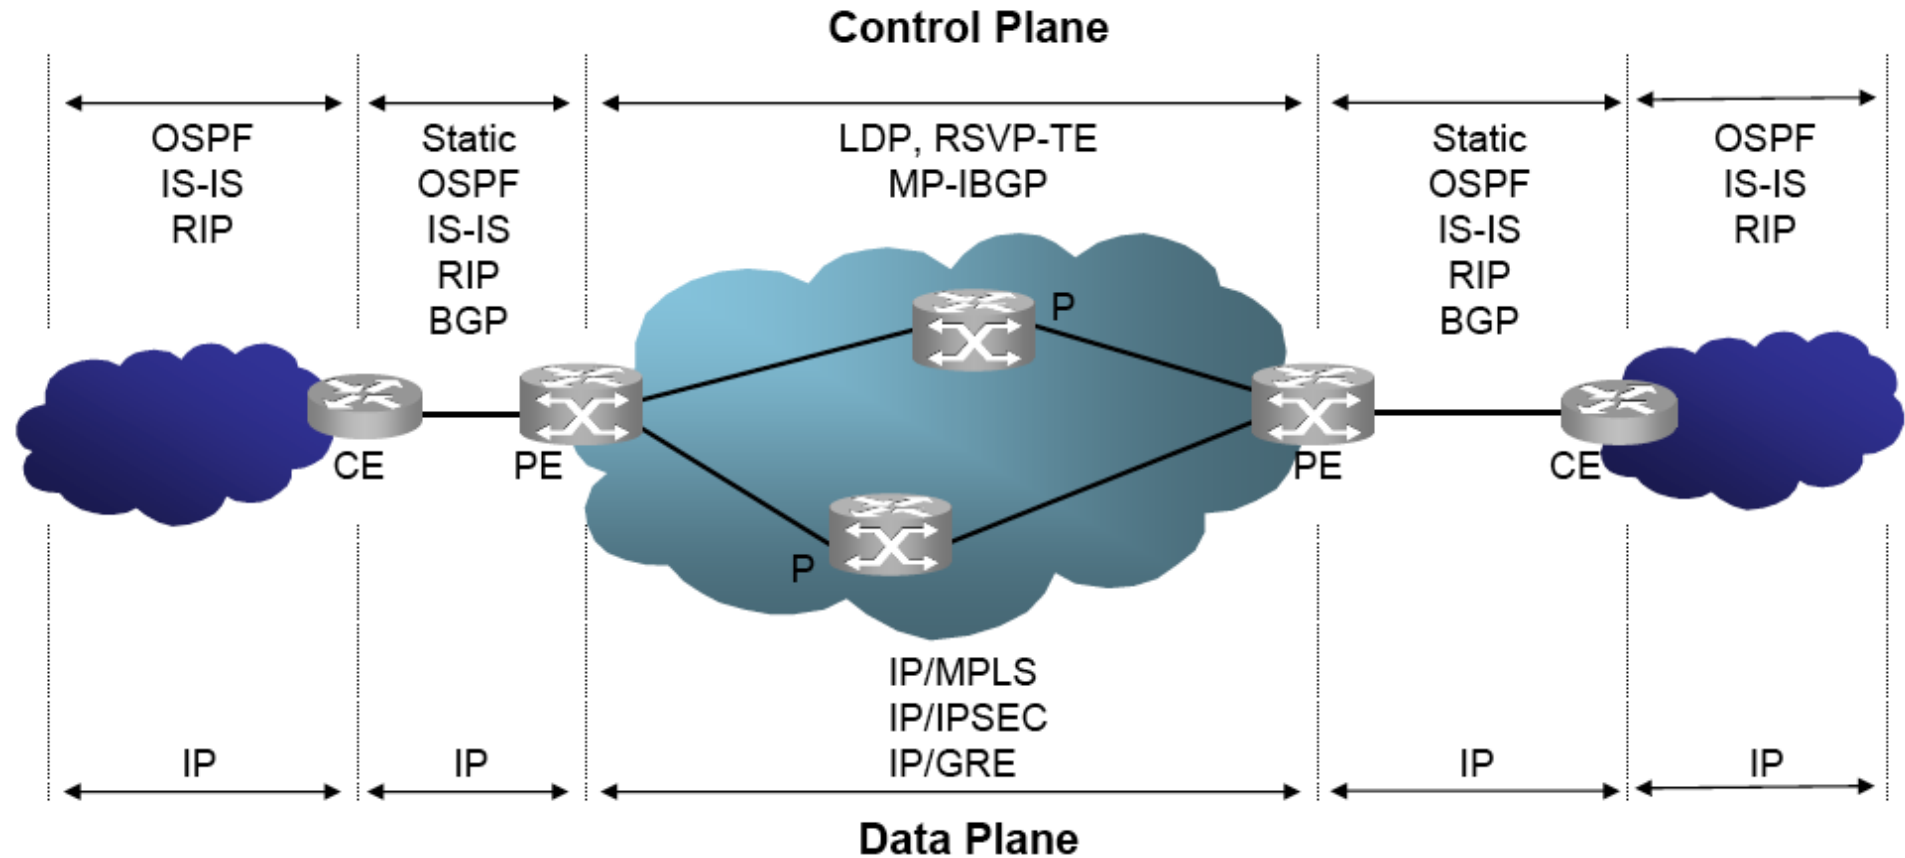 Control Plane
OSPF
IS-IS
RIP
Static
OSPF
IS-IS
RIP
BGP
LDP, RSVP-TE
MP-IBGP
Static
OSPF
IS-IS
RIP
BGP
OSPF
IS-IS
RIP
P
CE
PE
PE
CE
P
IP
IP
IP/MPLS
IP/IPSEC
IP/GRE
IP
IP
Data Plane